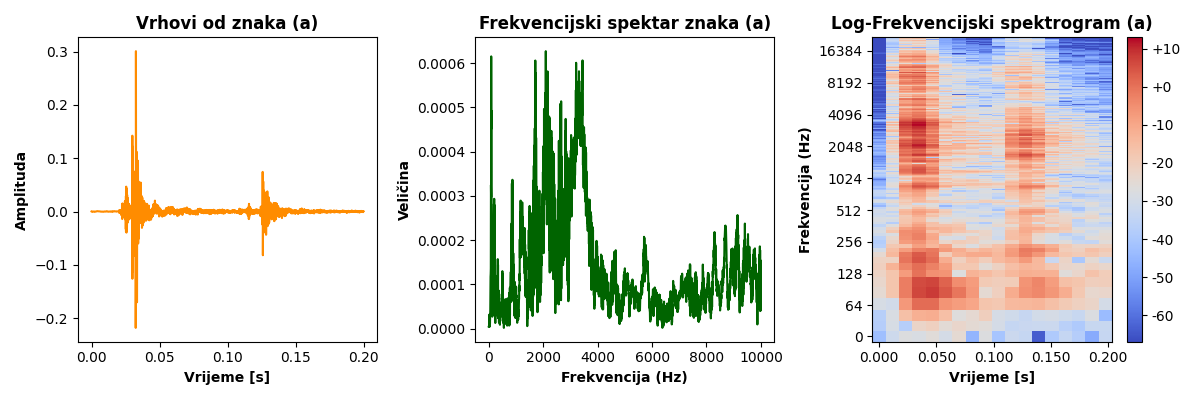 Vrhovi od znaka (a)
Amplituda
0.3
0.2
0.1
0.0
−0.1
−0.2
0.00 0.05 0.10 0.15 0.20
Vrijeme [s]
Frekvencijski spektar znaka (a)
Veličina
0.0006
0.0005
0.0004
0.0003
0.0002
0.0001
0.0000
0 2000 4000 6000 8000 10000
Frekvencija (Hz)
Log-Frekvencijski spektrogram (a)
Frekvencija (Hz)
16384
8192
4096
2048
1024
512
256
128
64
0
0.000 0.050 0.100 0.150 0.200
Vrijeme [s]
+10
+0
-10
-20
-30
-40
-50
-60